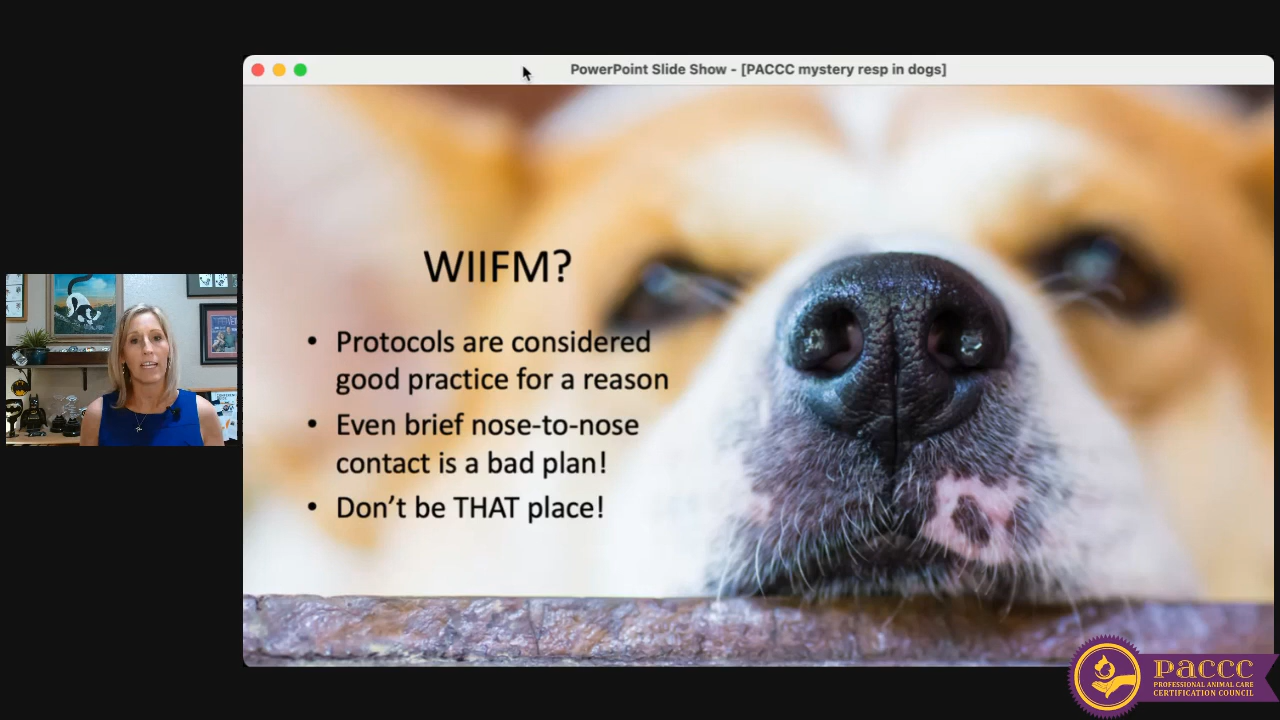 PowerPoint Slide Show - [PACCC mystery resp in dogs]
WIIFM?
• Protocols are considered
good practice for a reason
• Even brief nose-to-nose
contact is a bad plan!
• Don't be THAT place!
PACCC
PROFESSIONAL ANIMAL CARE
CERTIFICATION COUNCIL